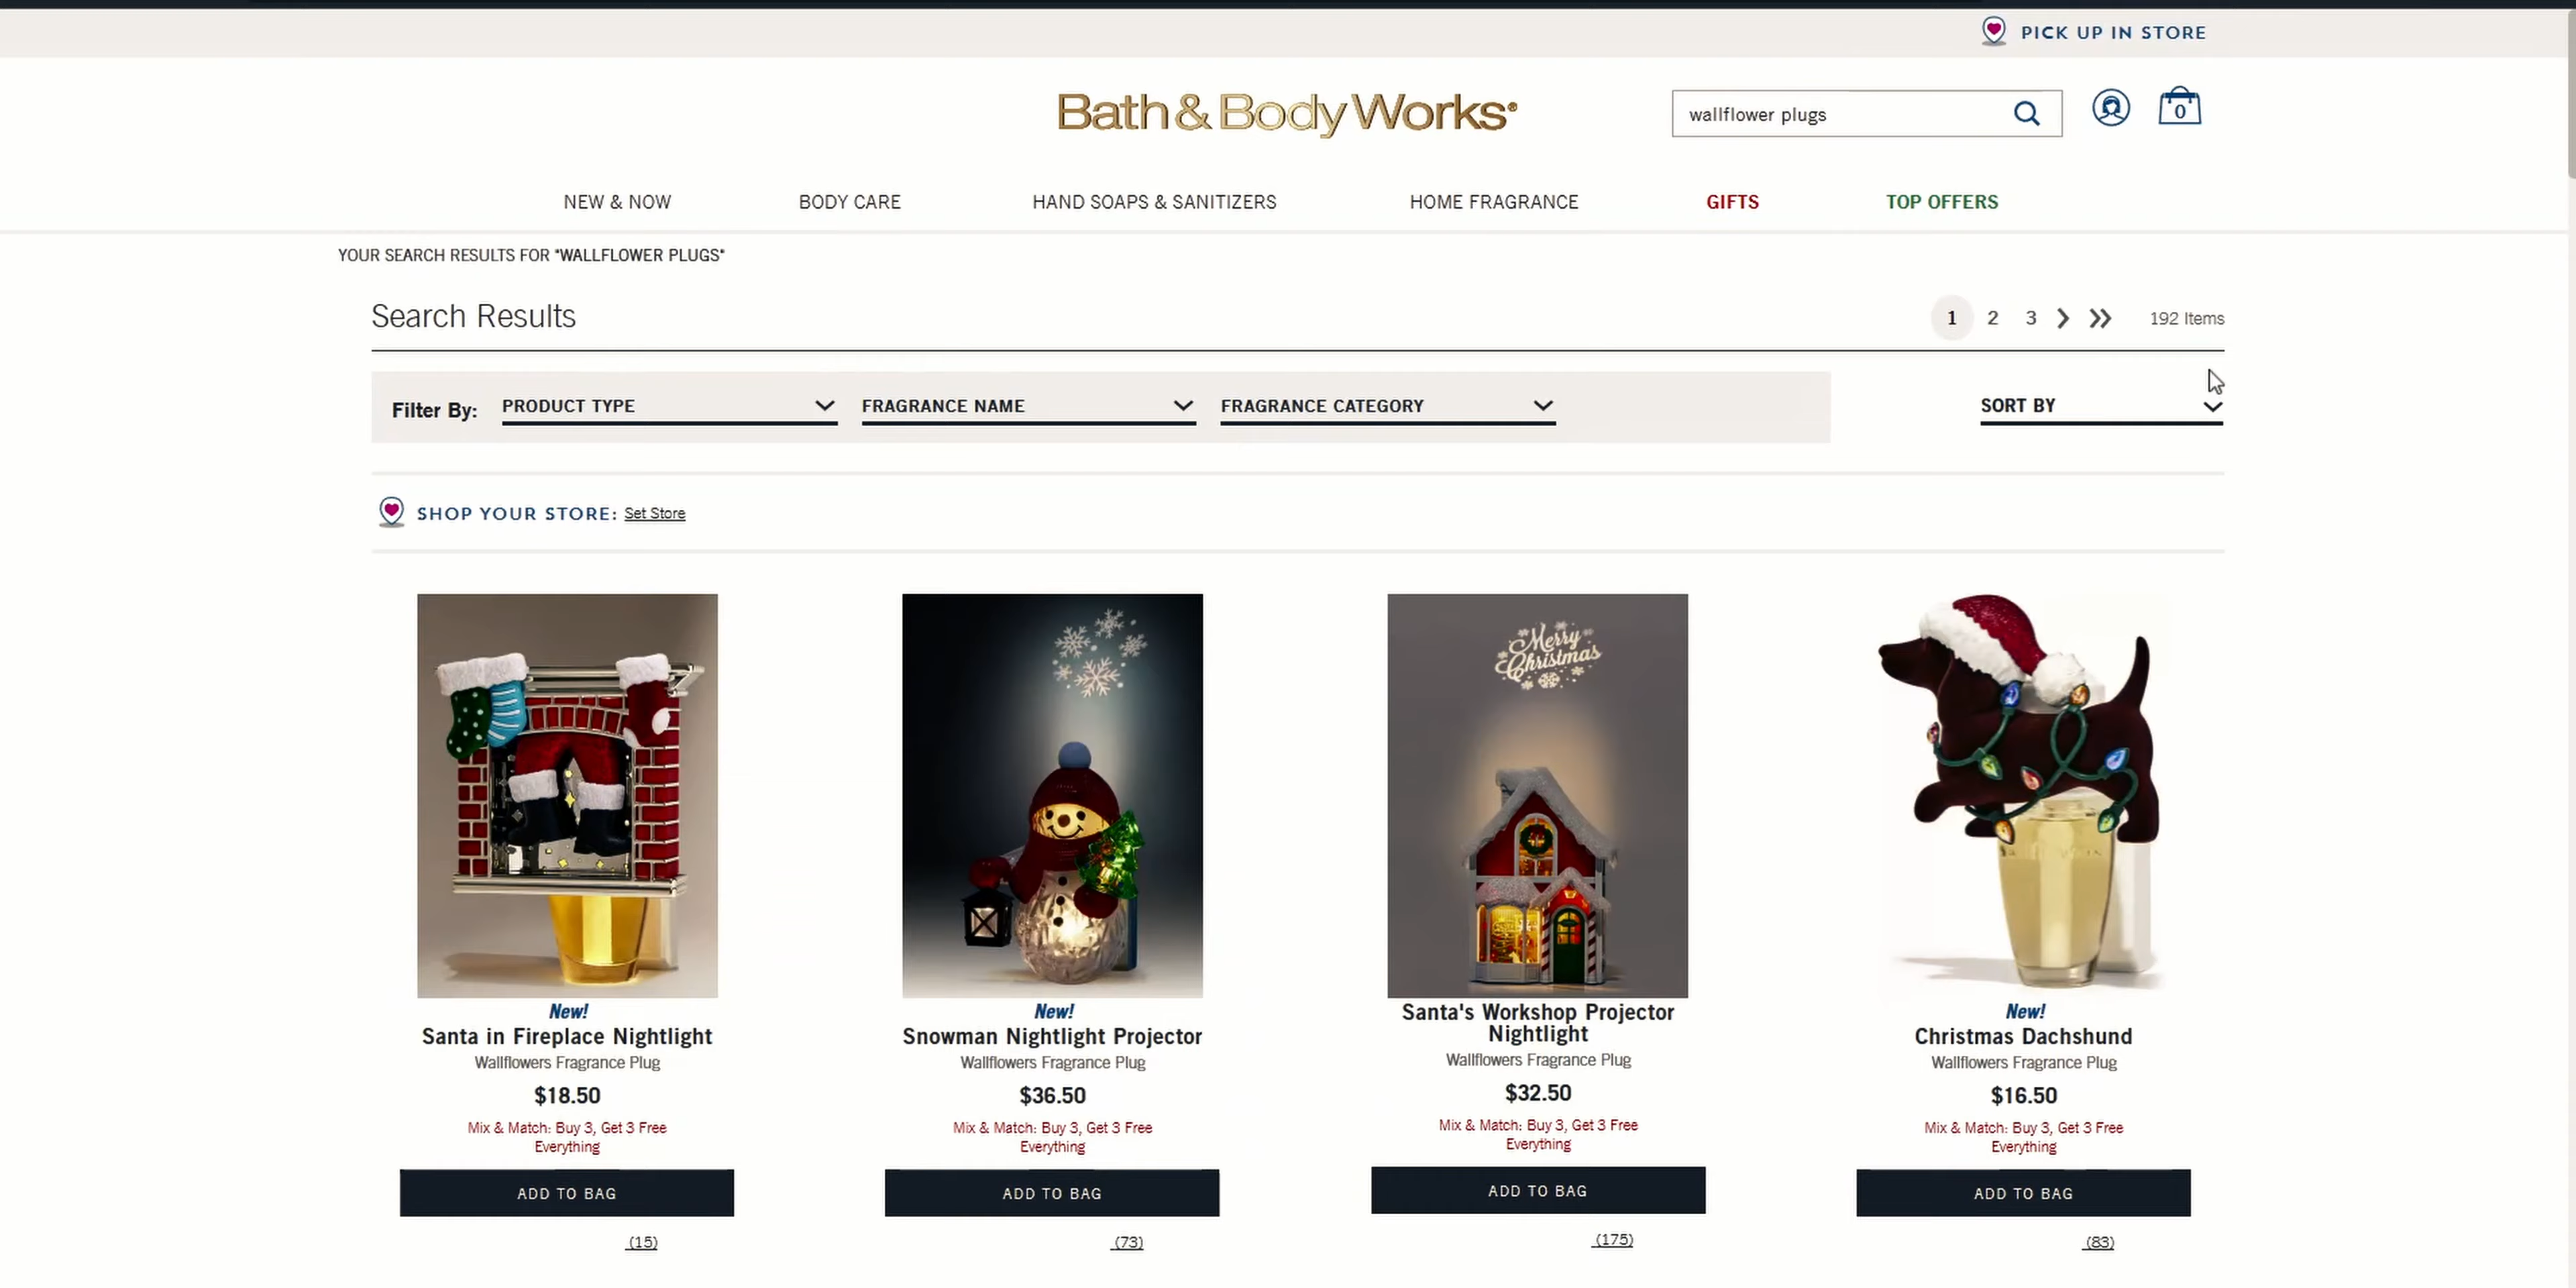 PICK UP IN STORE
Bath & Body Works®
wallflower plugs
0
NEW & NOW
BODY CARE
HAND SOAPS & SANITIZERS
HOME FRAGRANCE
GIFTS
TOP OFFERS
YOUR SEARCH RESULTS FOR "WALLFLOWER PLUGS"
Search Results
1 2 3
192 Items
Filter By:
PRODUCT TYPE
FRAGRANCE NAME
FRAGRANCE CATEGORY
SORT BY
SHOP YOUR STORE: Set Store
Merry
Christmas
New!
Santa in Fireplace Nightlight
Wallflowers Fragrance Plug
$18.50
Mix & Match: Buy 3, Get 3 Free
Everything
ADD TO BAG
(15)
New!
Snowman Nightlight Projector
Wallflowers Fragrance Plug
$36.50
Mix & Match: Buy 3, Get 3 Free
Everything
ADD TO BAG
(73)
Santa's Workshop Projector
Nightlight
Wallflowers Fragrance Plug
$32.50
Mix & Match: Buy 3, Get 3 Free
Everything
ADD TO BAG
(175)
New!
Christmas Dachshund
Wallflowers Fragrance Plug
$16.50
Mix & Match: Buy 3, Get 3 Free
Everything
ADD TO BAG
(83)